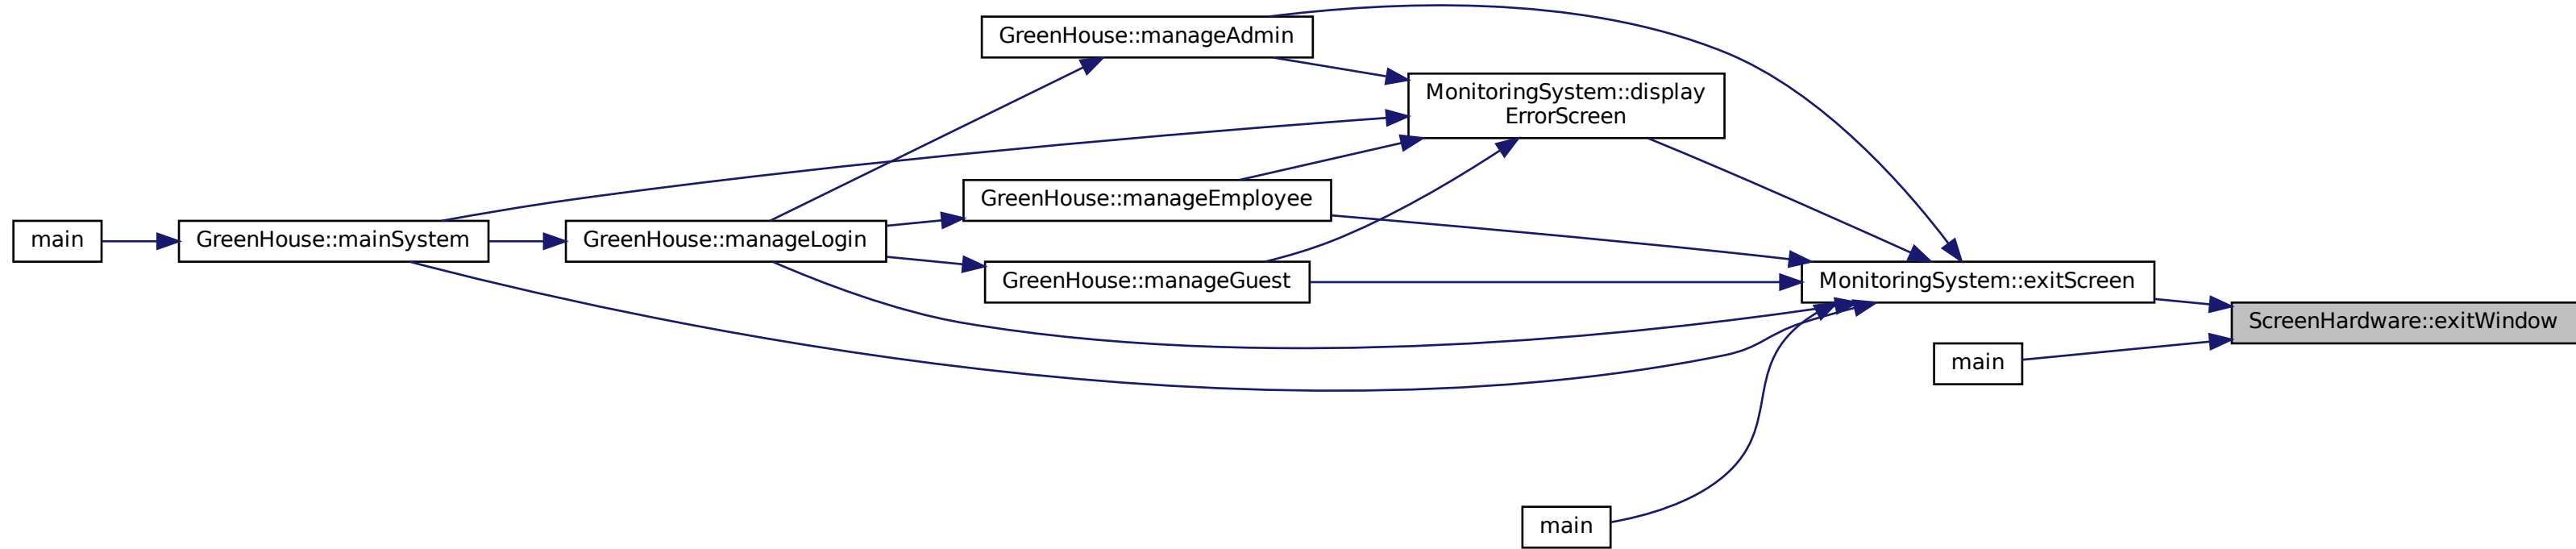 GreenHouse::manageAdmin
MonitoringSystem::display
ErrorScreen
GreenHouse::manageEmployee
main
GreenHouse::mainSystem
GreenHouse::manageLogin
GreenHouse::manageGuest
MonitoringSystem::exitScreen
ScreenHardware::exitWindow
main
main